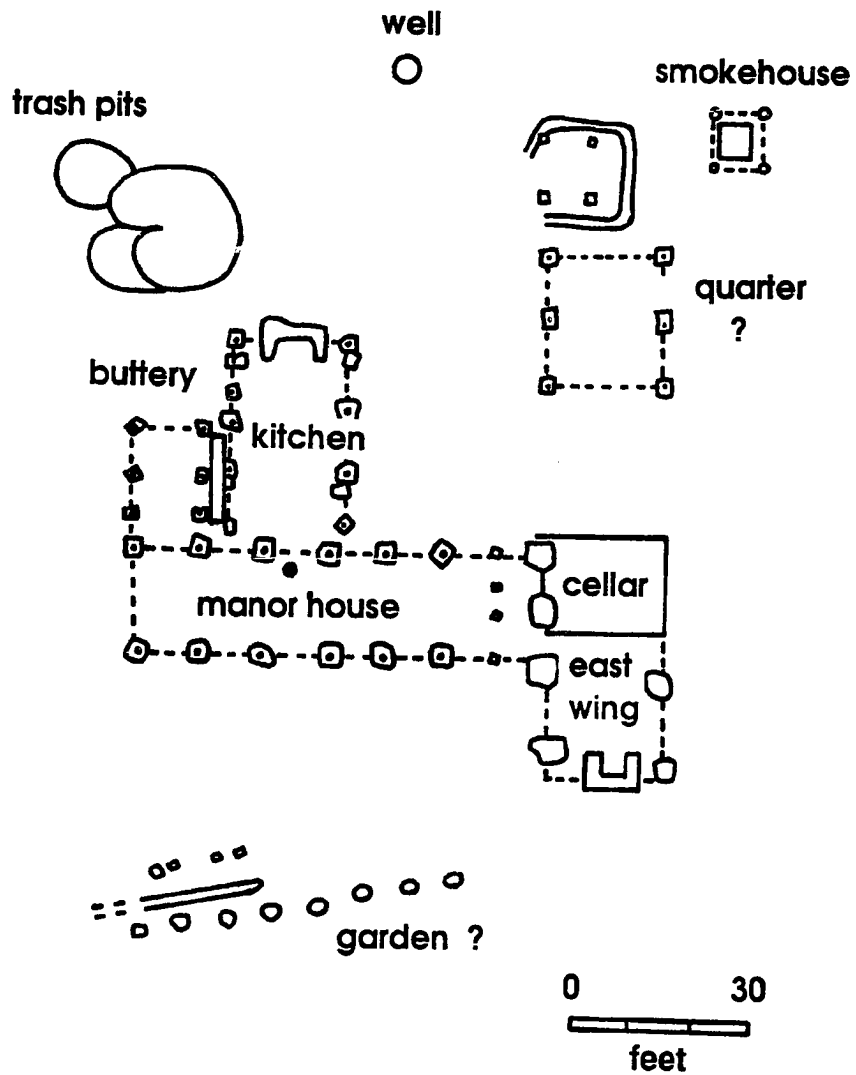 well
smokehouse
trash pits
quarter
?
buttery
kitchen
cellar
manor house
east
wing
garden ?
0 30
feet